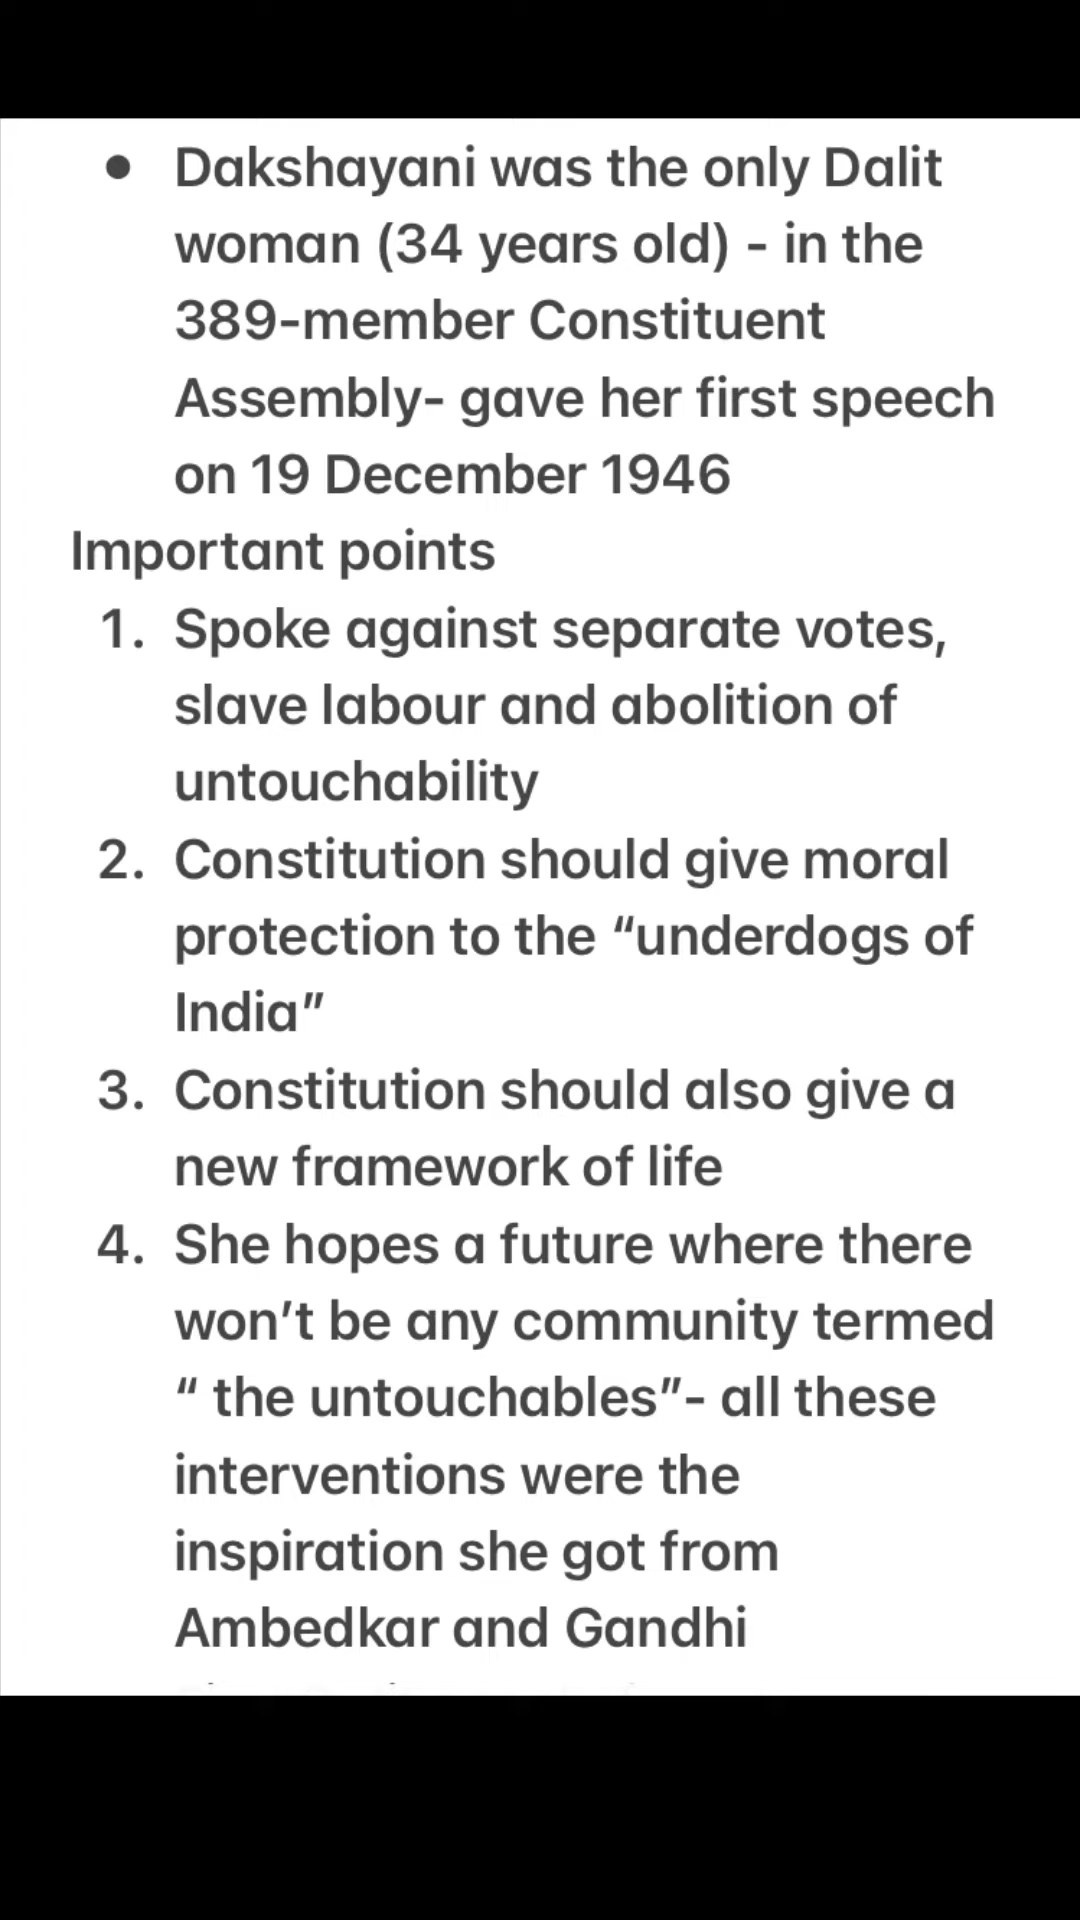 • Dakshayani was the only Dalit
woman (34 years old) - in the
389-member Constituent
Assembly- gave her first speech
on 19 December 1946
Important points
1. Spoke against separate votes,
slave labour and abolition of
untouchability
2. Constitution should give moral
protection to the “underdogs of
India”
3. Constitution should also give a
new framework of life
4. She hopes a future where there
won’t be any community termed
“ the untouchables”- all these
interventions were the
inspiration she got from
Ambedkar and Gandhi